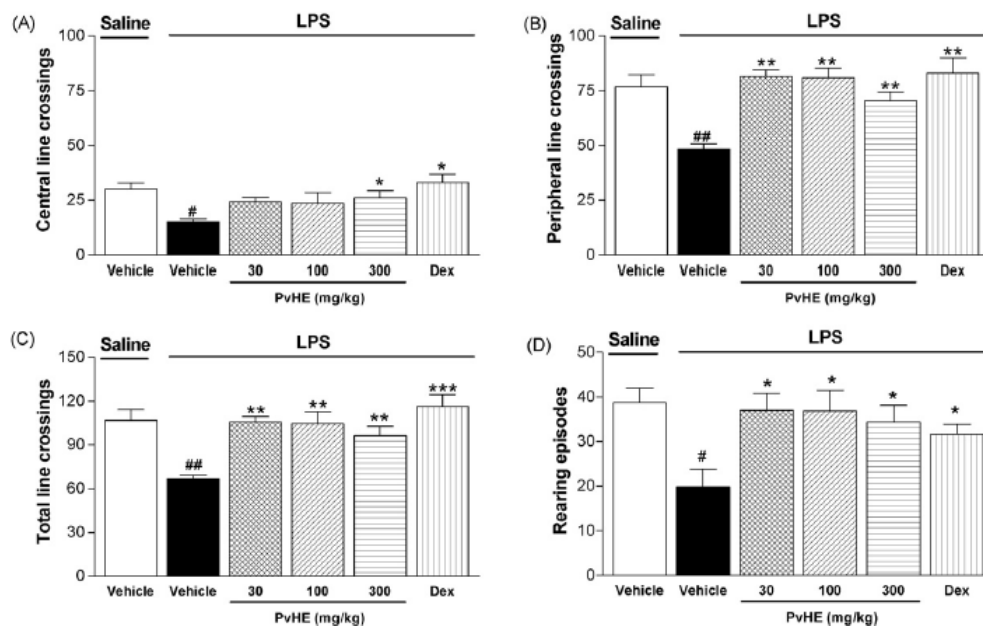 (A)
Saline
LPS
Central line crossings
100
75
50
25
0
#
*
*
Vehicle
Vehicle
30
100
300
Dex
PvHE (mg/kg)
(B)
Saline
LPS
Peripheral line crossings
100
75
50
25
0
##
**
**
**
**
Vehicle
Vehicle
30
100
300
Dex
PvHE (mg/kg)
(C)
Saline
LPS
Total line crossings
150
120
90
60
30
0
##
**
**
**
***
Vehicle
Vehicle
30
100
300
Dex
PvHE (mg/kg)
(D)
Saline
LPS
Rearing episodes
50
40
30
20
10
0
#
*
*
*
*
Vehicle
Vehicle
30
100
300
Dex
PvHE (mg/kg)